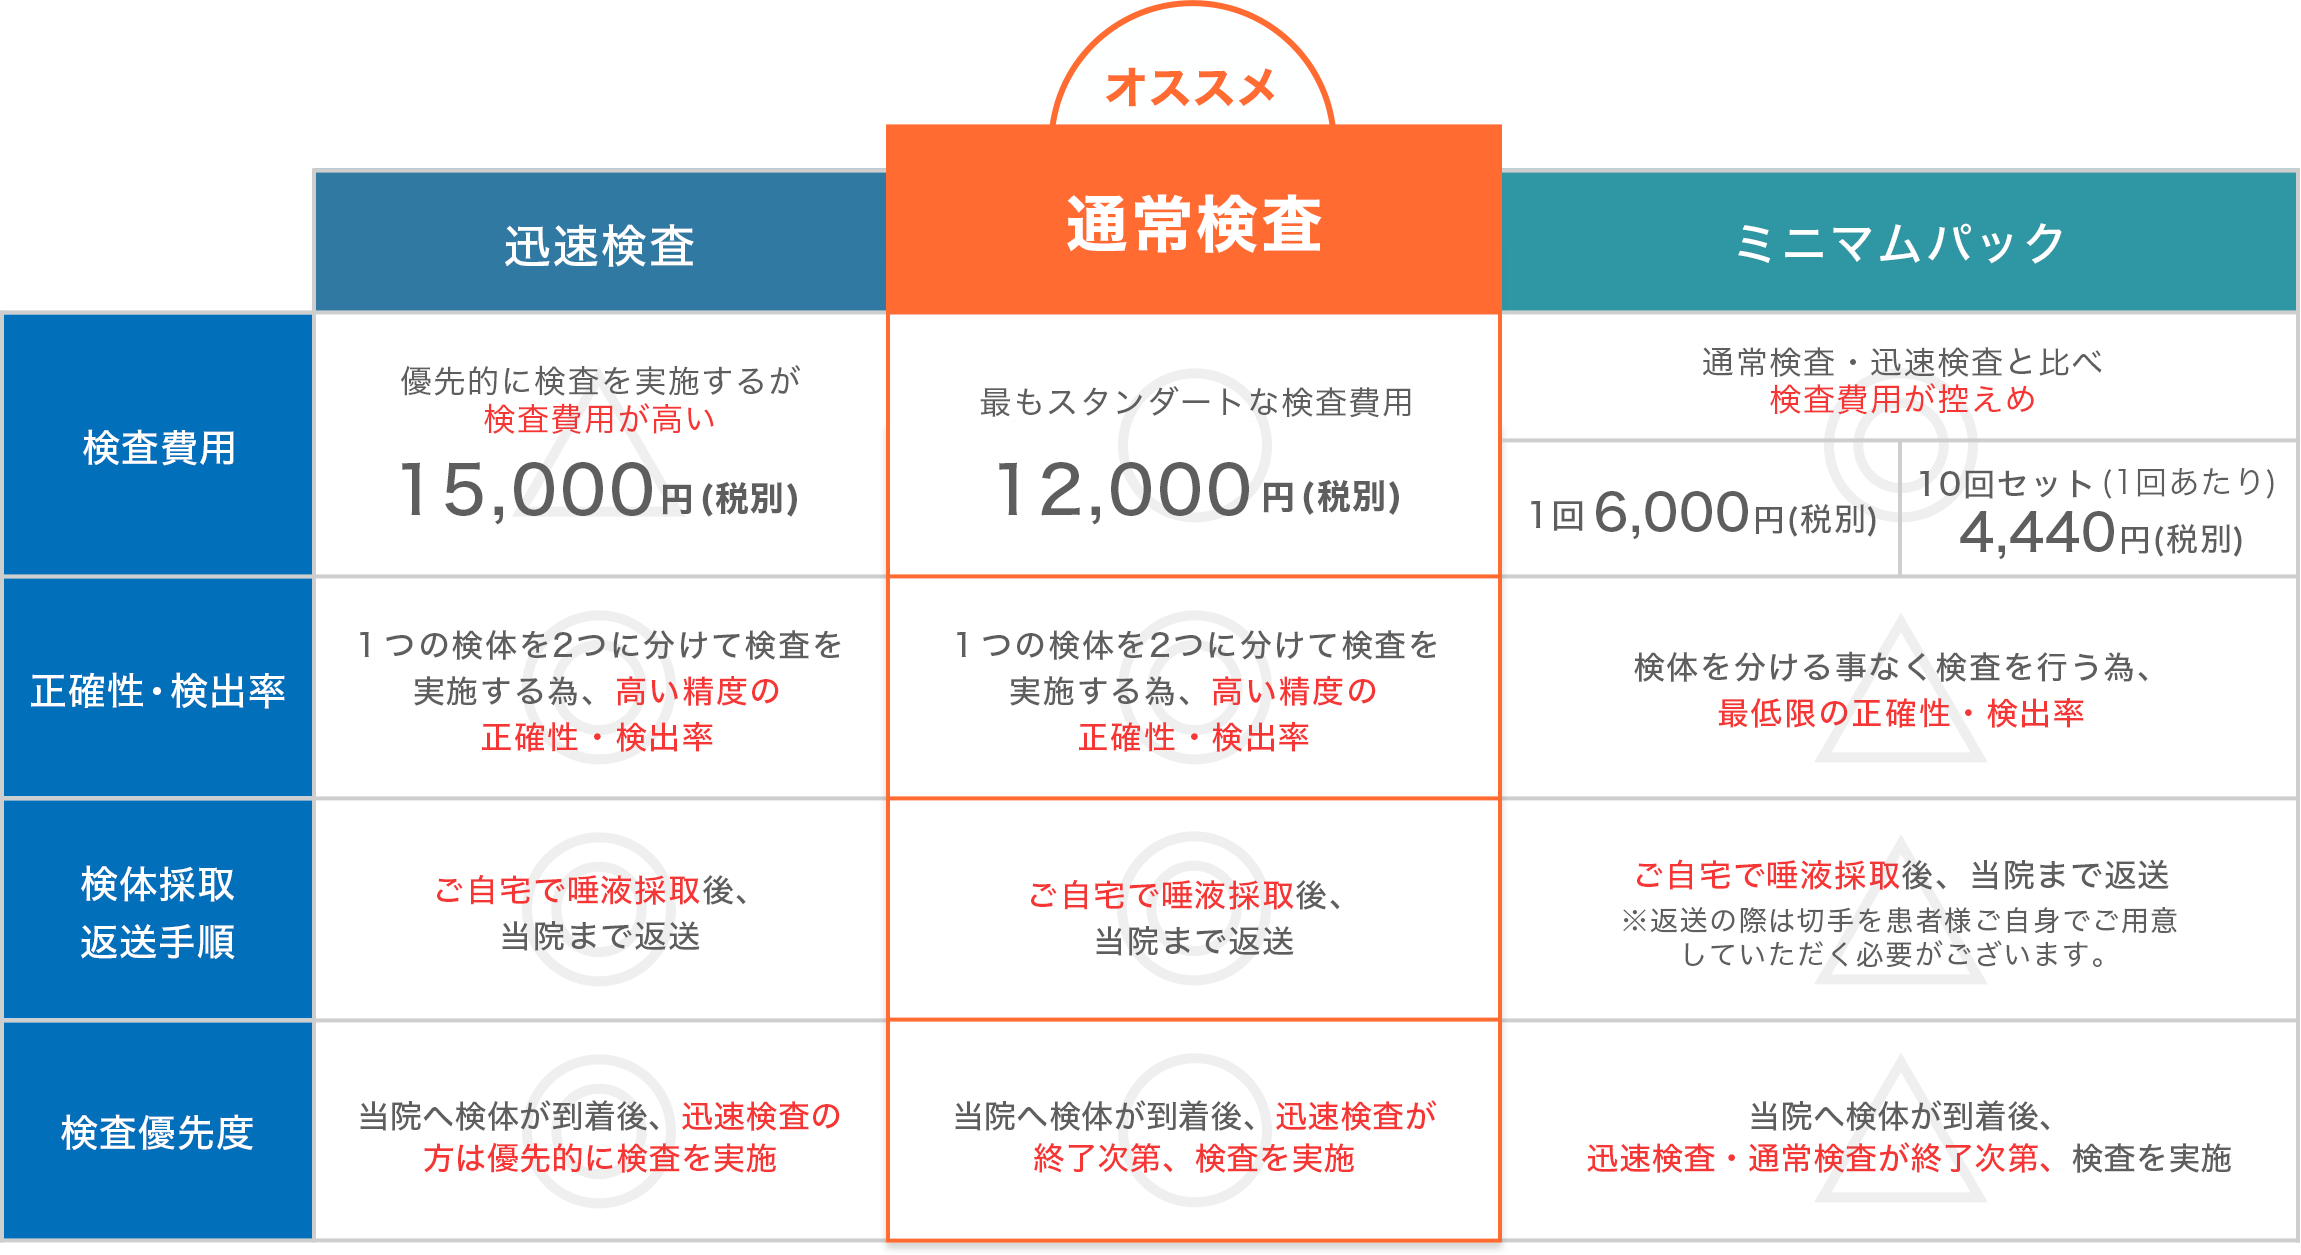 オススメ
迅速検査
通常検査
ミニマムパック
検査費用
優先的に検査を実施するが
検査費用が高い
15,000円(税別)
最もスタンダートな検査費用
12,000円(税別)
通常検査・迅速検査と比べ
検査費用が控えめ
1回6,000円(税別)
10回セット(1回あたり)
4,440円(税別)
正確性・検出率
1つの検体を2つに分けて検査を
実施する為、高い精度の
正確性・検出率
1つの検体を2つに分けて検査を
実施する為、高い精度の
正確性・検出率
検体を分ける事なく検査を行う為、
最低限の正確性・検出率
検体採取
返送手順
ご自宅で唾液採取後、
当院まで返送
ご自宅で唾液採取後、
当院まで返送
ご自宅で唾液採取後、当院まで返送
※返送の際は切手を患者様ご自身でご用意
していただく必要がございます。
検査優先度
当院へ検体が到着後、迅速検査の
方は優先的に検査を実施
当院へ検体が到着後、迅速検査が
終了次第、検査を実施
当院へ検体が到着後、
迅速検査・通常検査が終了次第、検査を実施